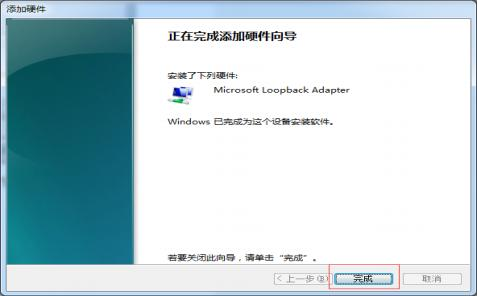 添加硬件
正在完成添加硬件向导
安装了下列硬件:
Microsoft Loopback Adapter
Windows 已完成为这个设备安装软件。
若要关闭此向导，请单击“完成”。
< 上一步(B) 完成 取消